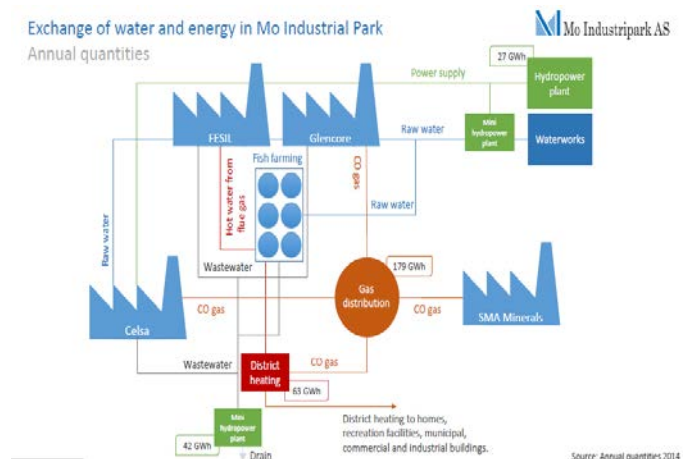 Exchange of water and energy in Mo Industrial Park
Annual quantities
Mo Industripark AS
27 GWh
Power supply
Hydropower
plant
Mini
hydropower
plant
Waterworks
Raw water
FESIL
Glencore
Fish farming
Hot water from
flue gas
CO gas
Raw water
Raw water
Wastewater
179 GWh
Gas
distribution
Celsa
CO gas
CO gas
SMA Minerals
Wastewater
District
heating
CO gas
63 GWh
Mini
hydropower
plant
42 GWh
Drain
District heating to homes,
recreation facilities, municipal,
commercial and industrial buildings.
Source: Annual quantities 2014